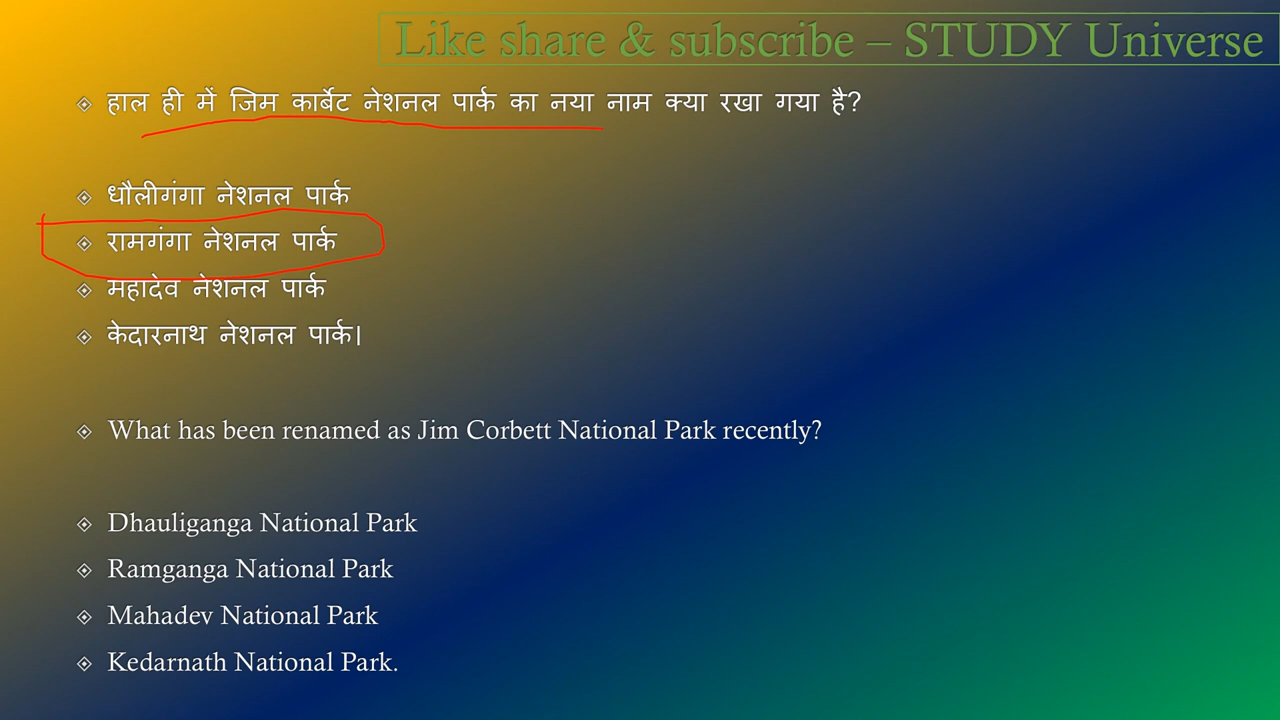 Like share & subscribe – STUDY Universe
हाल ही में जिम कार्बेट नेशनल पार्क का नया नाम क्या रखा गया है?
धौलीगंगा नेशनल पार्क
रामगंगा नेशनल पार्क
महादेव नेशनल पार्क
केदारनाथ नेशनल पार्क।
What has been renamed as Jim Corbett National Park recently?
Dhauliganga National Park
Ramganga National Park
Mahadev National Park
Kedarnath National Park.